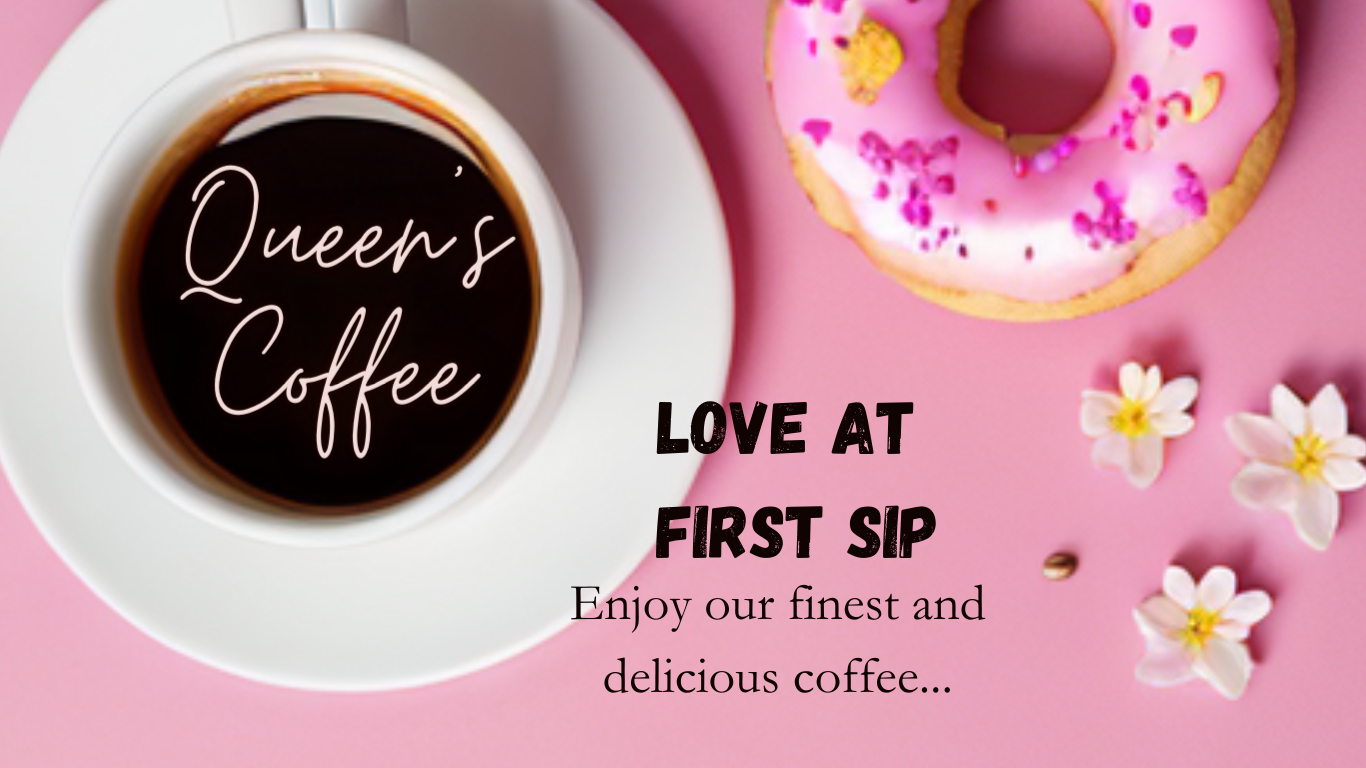 Queen's
Coffee
LOVE AT
FIRST SIP
Enjoy our finest and
delicious coffee...